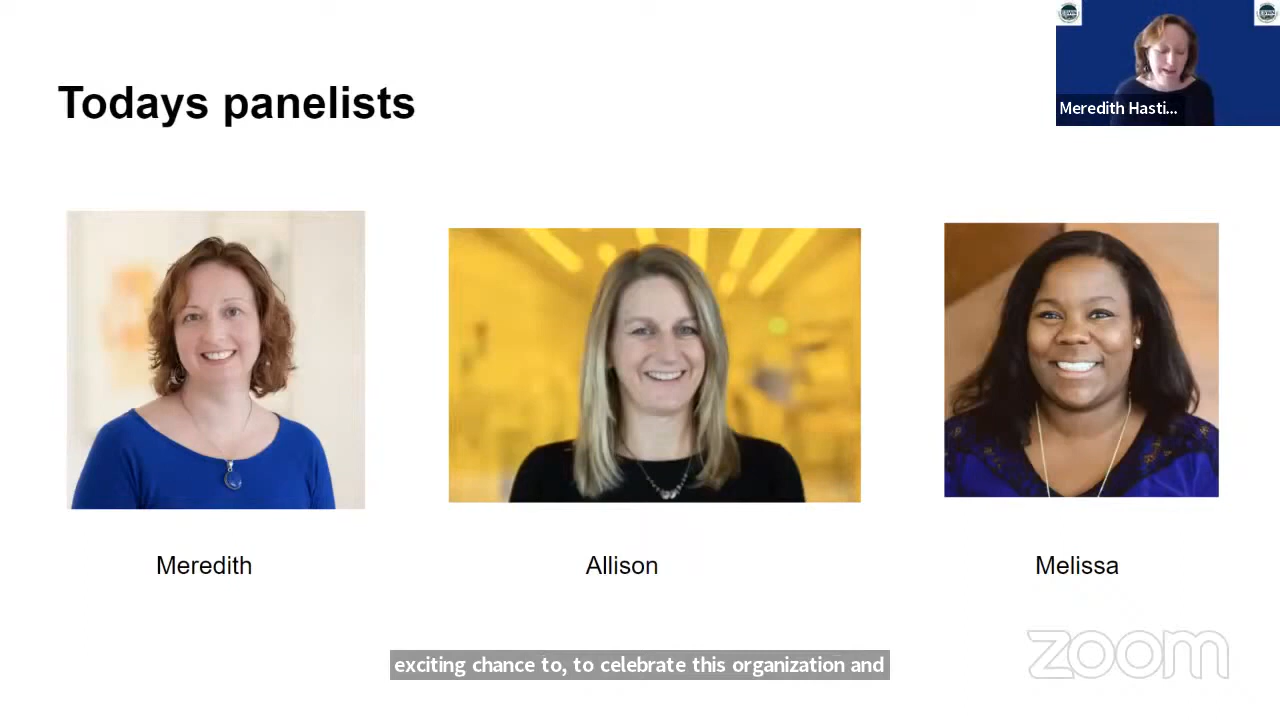 Todays panelists
Meredith Hasti...
Meredith
Allison
Melissa
exciting chance to, to celebrate this organization and
zoom